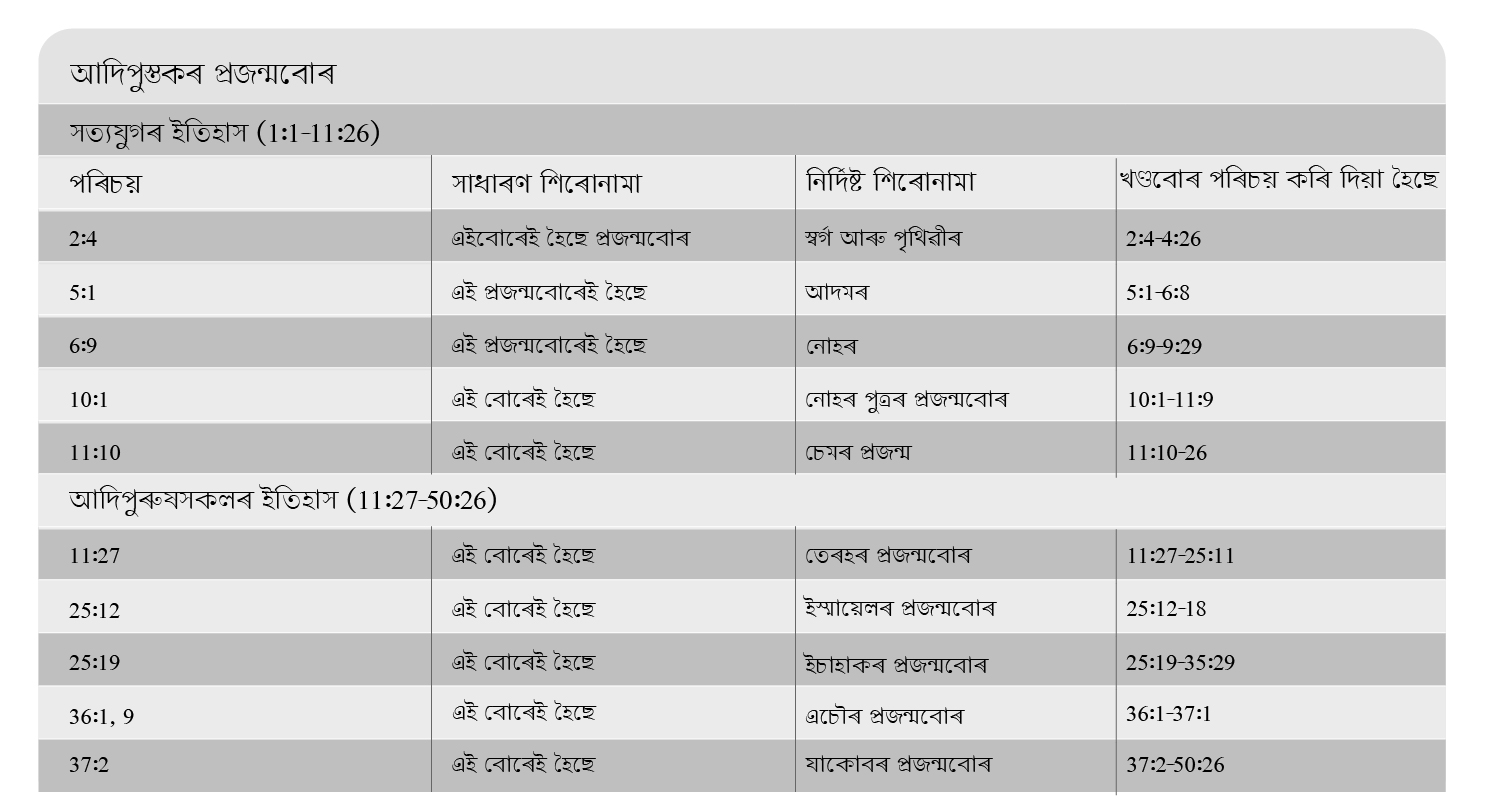 আদিপুস্তকৰ প্ৰজন্মবোৰ
সত্যযুগৰ ইতিহাস (1:1-11:26)
পৰিচয় সাধাৰণ শিৰোনামা নিৰ্দিষ্ট শিৰোনামা খণ্ডবোৰ পৰিচয় কৰি দিয়া হৈছে
2:4 এইবোৰেই হৈছে প্ৰজন্মবোৰ স্বৰ্গ আৰু পৃথিৱীৰ 2:4-4:26
5:1 এই প্ৰজন্মবোৰেই হৈছে আদমৰ 5:1-6:8
6:9 এই প্ৰজন্মবোৰেই হৈছে নোহৰ 6:9-9:29
10:1 এই বোৰেই হৈছে নোহৰ পুত্ৰৰ প্ৰজন্মবোৰ 10:1-11:9
11:10 এই বোৰেই হৈছে চেমৰ প্ৰজন্ম 11:10-26
আদিপুৰুষসকলৰ ইতিহাস (11:27-50:26)
11:27 এই বোৰেই হৈছে তেৰহৰ প্ৰজন্মবোৰ 11:27-25:11
25:12 এই বোৰেই হৈছে ইস্মায়েলৰ প্ৰজন্মবোৰ 25:12-18
25:19 এই বোৰেই হৈছে ইচাহাকৰ প্ৰজন্মবোৰ 25:19-35:29
36:1, 9 এই বোৰেই হৈছে এচৌৰ প্ৰজন্মবোৰ 36:1-37:1
37:2 এই বোৰেই হৈছে যাকোবৰ প্ৰজন্মবোৰ 37:2-50:26